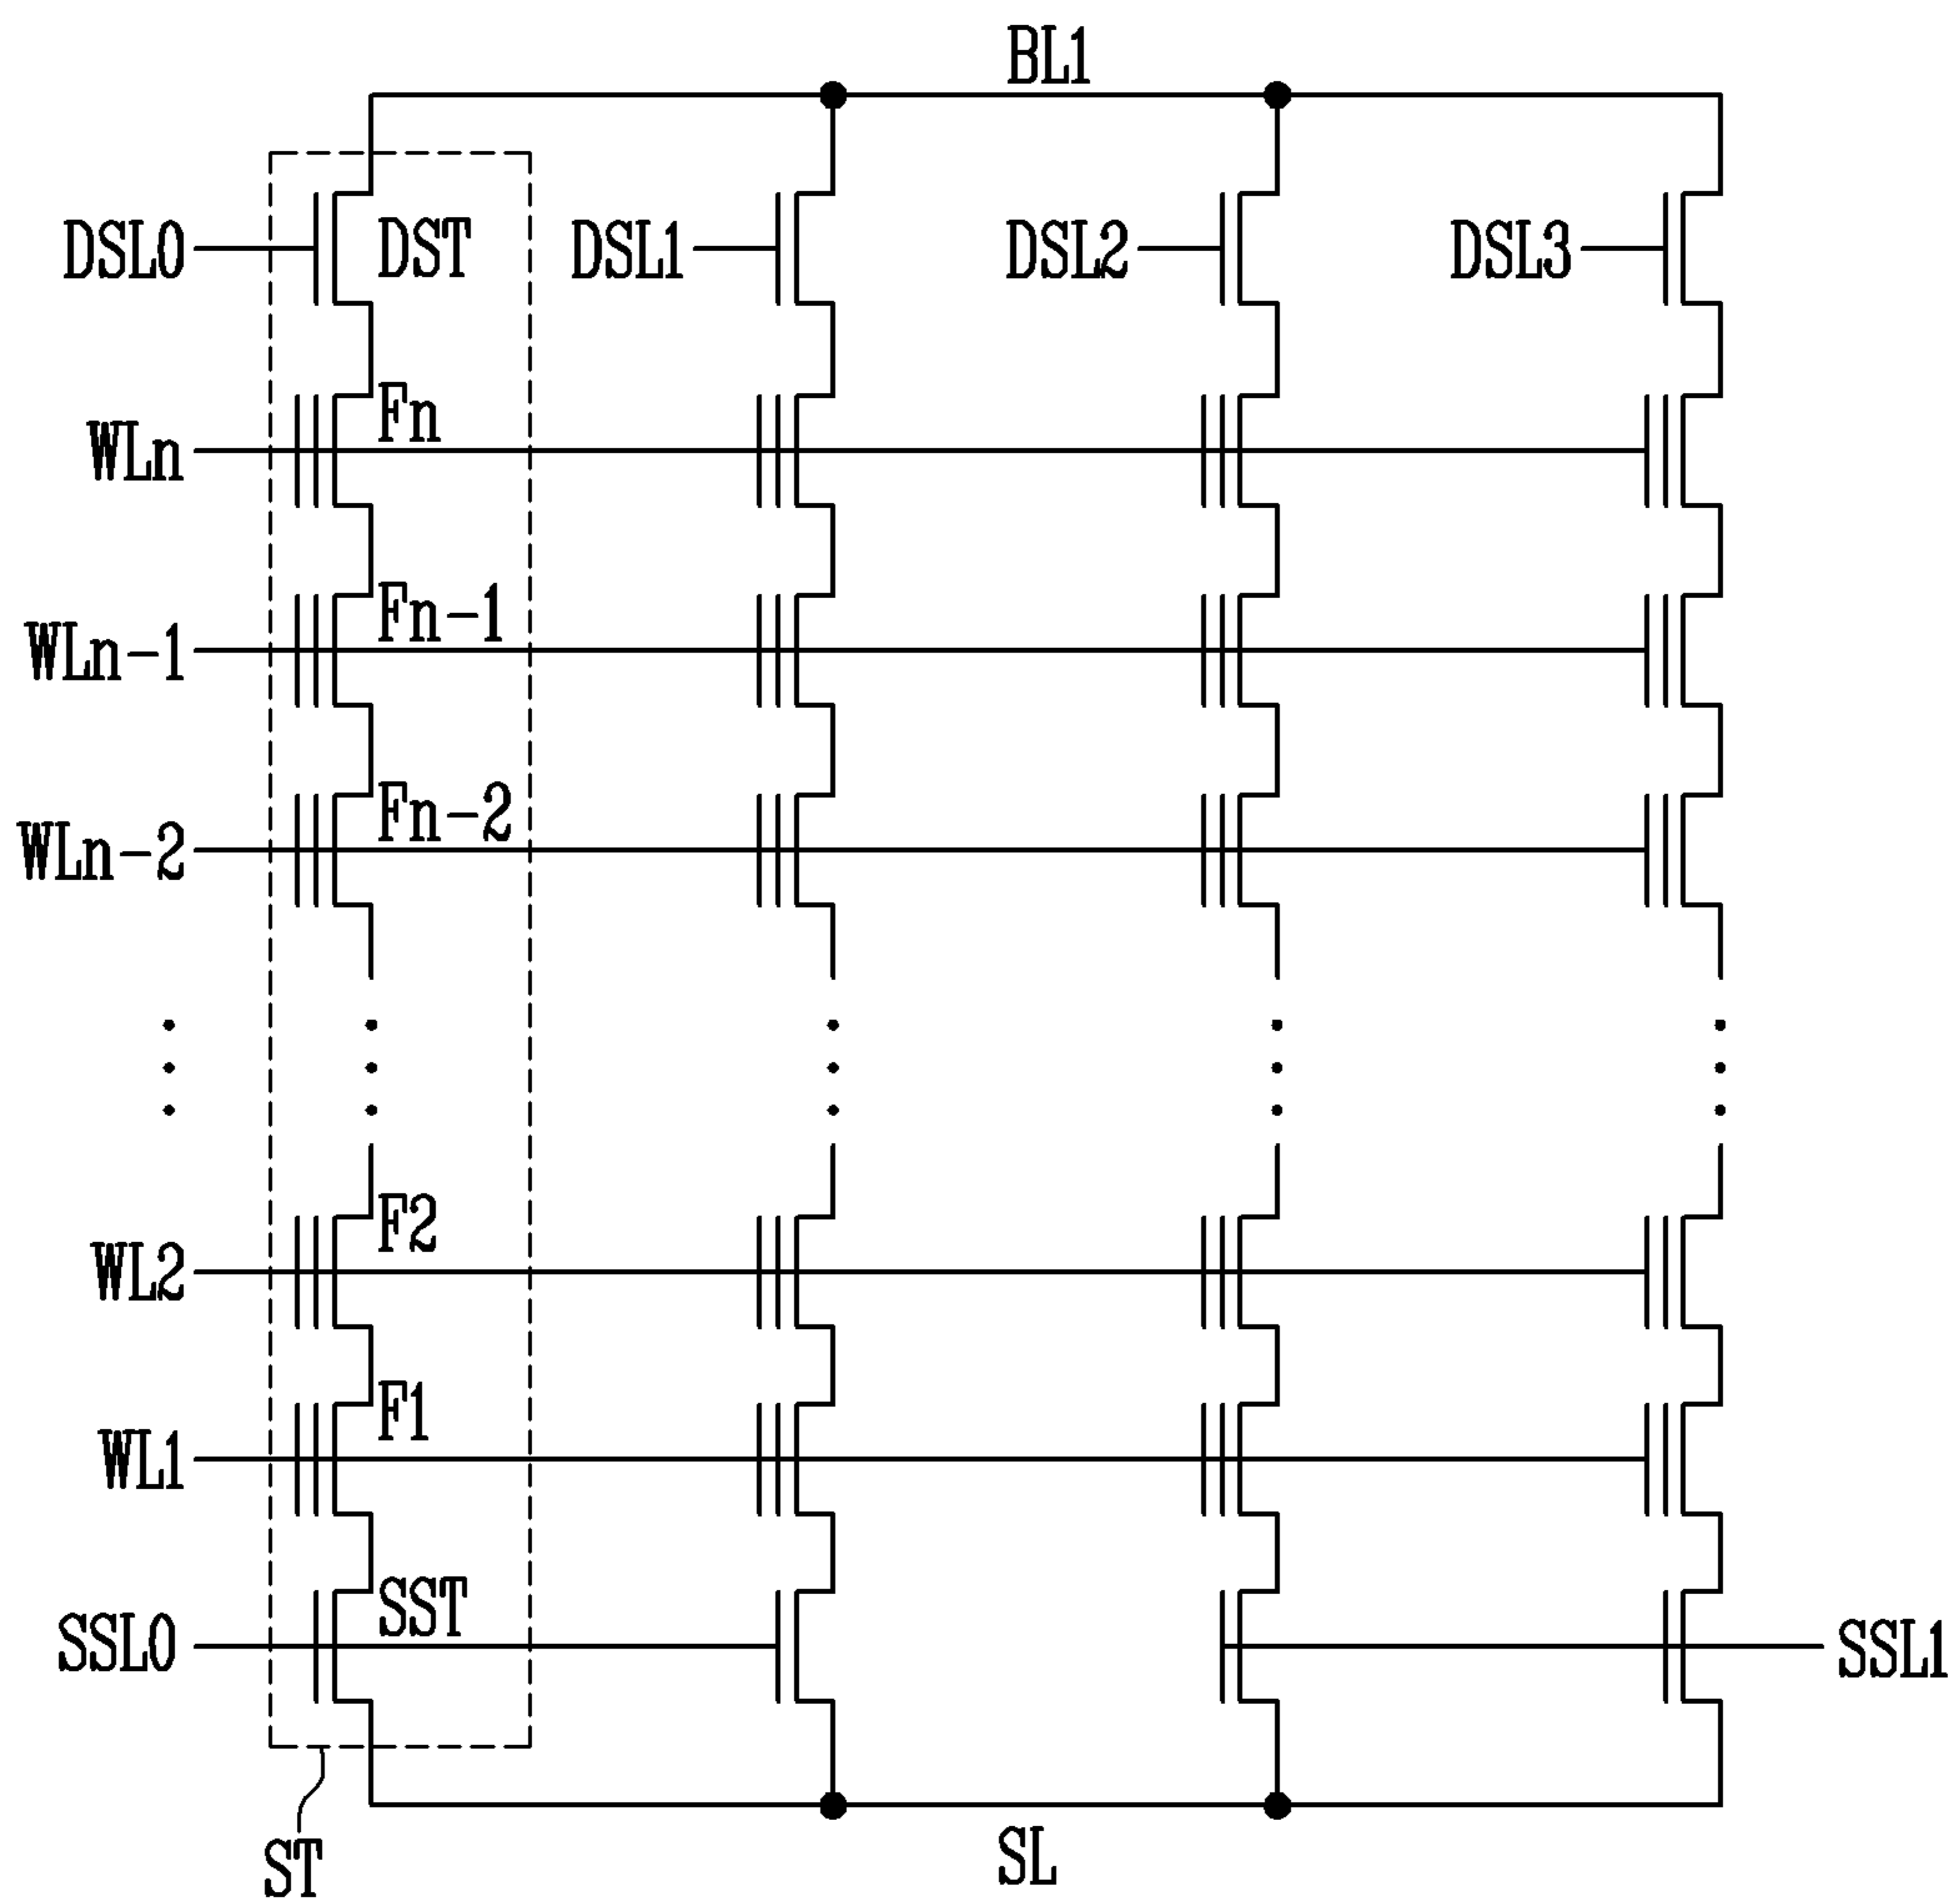 BL1
DSL0
DST
DSL1
DSL2
DSL3
Fn
WLn
Fn-1
WLn-1
Fn-2
WLn-2
F2
WL2
F1
WL1
SST
SSL0
SSL1
ST
SL